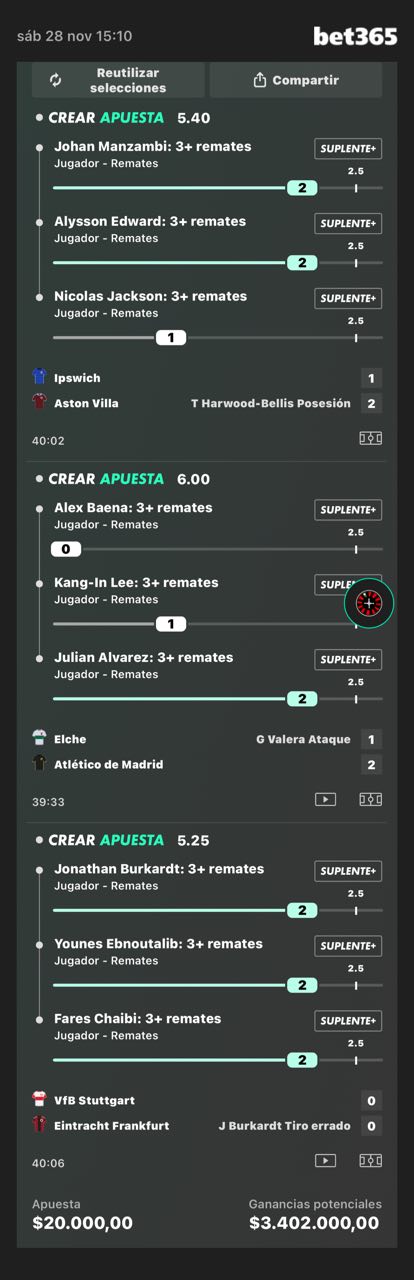 sáb 28 nov 15:10
bet365
Reutilizar
selecciones
Compartir
CREAR APUESTA 5.40
Johan Manzambi: 3+ remates
SUPLENTE+
Jugador - Remates
2.5
2
Alysson Edward: 3+ remates
SUPLENTE+
Jugador - Remates
2.5
2
Nicolas Jackson: 3+ remates
SUPLENTE+
Jugador - Remates
2.5
1
Ipswich 1
Aston Villa T Harwood-Bellis Posesión 2
40:02
CREAR APUESTA 6.00
Alex Baena: 3+ remates
SUPLENTE+
Jugador - Remates
2.5
0
Kang-In Lee: 3+ remates
Jugador - Remates
1
Julian Alvarez: 3+ remates
SUPLENTE+
Jugador - Remates
2.5
2
Elche G Valera Ataque 1
Atlético de Madrid 2
39:33
CREAR APUESTA 5.25
Jonathan Burkardt: 3+ remates
SUPLENTE+
Jugador - Remates
2.5
2
Younes Ebnoutalib: 3+ remates
SUPLENTE+
Jugador - Remates
2.5
2
Fares Chaibi: 3+ remates
SUPLENTE+
Jugador - Remates
2.5
2
VfB Stuttgart 0
Eintracht Frankfurt J Burkardt Tiro errado 0
40:06
Apuesta Ganancias potenciales
$20.000,00 $3.402.000,00